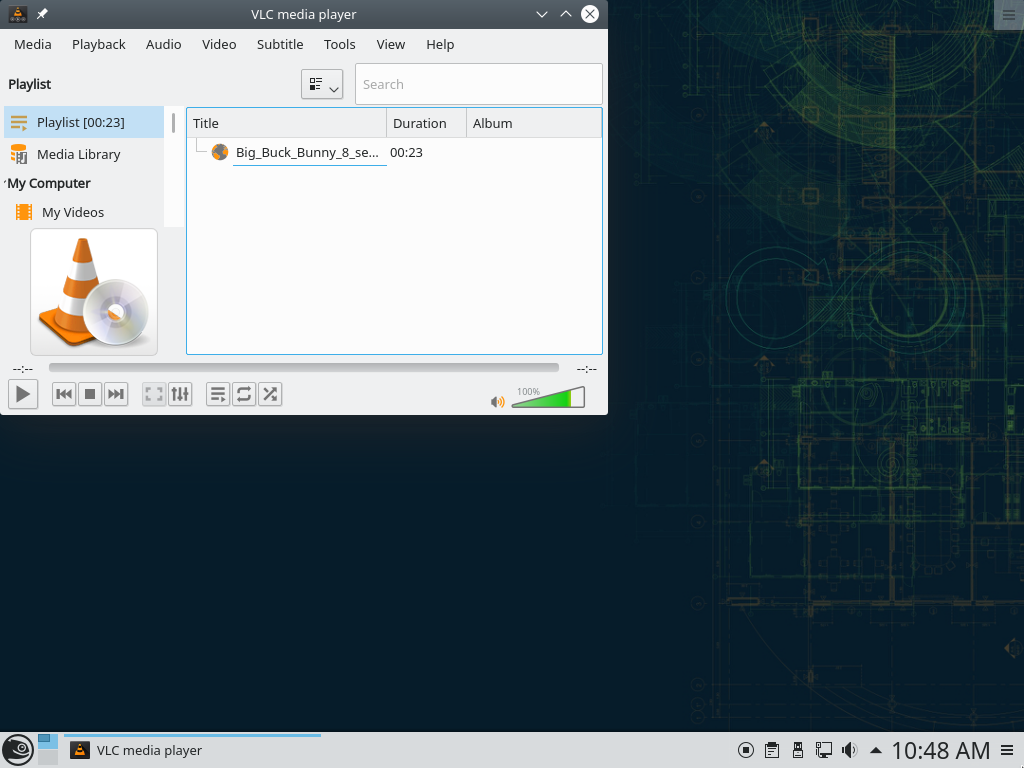 VLC media player
Media Playback Audio Video Subtitle Tools View Help
Playlist
Search
Playlist [00:23]
Media Library
My Computer
My Videos
Title Duration Album
Big_Buck_Bunny_8_se... 00:23
--:-- --:--
100%
VLC media player
10:48 AM